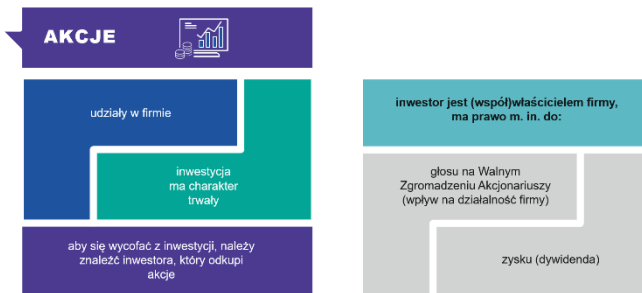 AKCJE
udziały w firmie
inwestycja
ma charakter
trwały
aby się wycofać z inwestycji, należy
znaleźć inwestora, który odkupi
akcje
inwestor jest (współ)właścicielem firmy,
ma prawo m. in. do:
głosu na Walnym
Zgromadzeniu Akcjonariuszy
(wpływ na działalność firmy)
zysku (dywidenda)